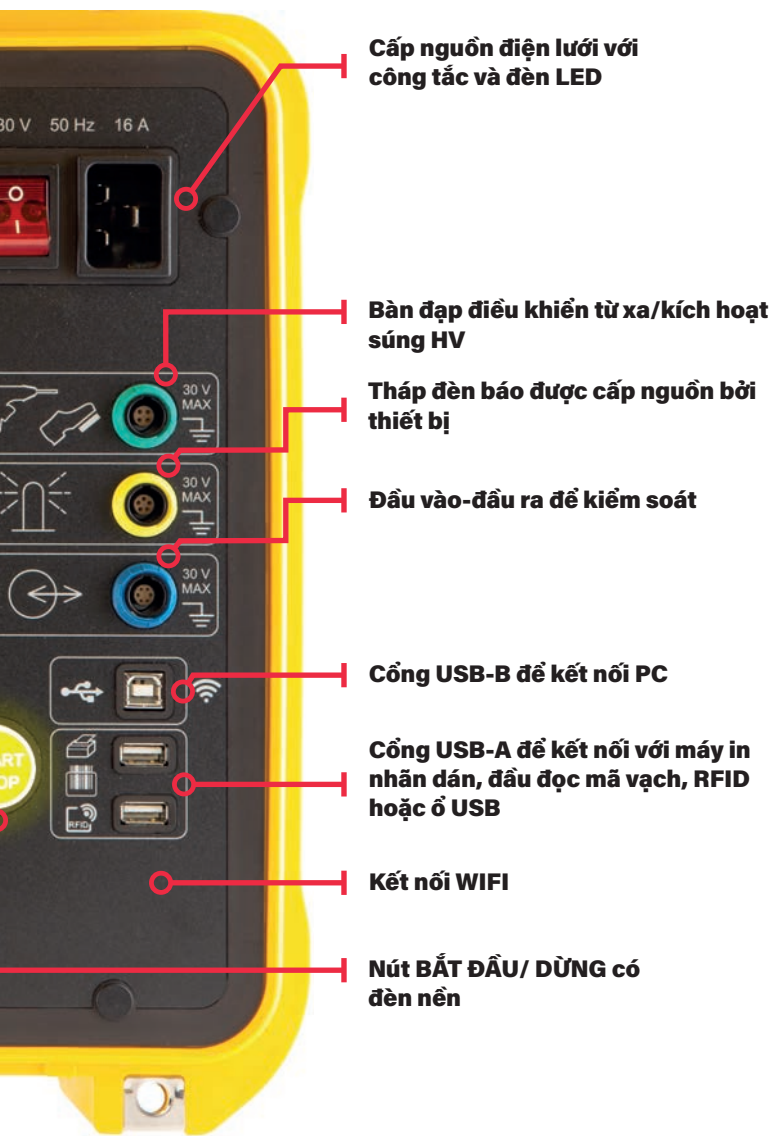 Cấp nguồn điện lưới với
công tắc và đèn LED
30 V 50 Hz 16 A
O
I
Bàn đạp điều khiển từ xa/kích hoạt
súng HV
30 V
MAX
Tháp đèn báo được cấp nguồn bởi
thiết bị
30 V
MAX
Đầu vào-đầu ra để kiểm soát
30 V
MAX
Cổng USB-B để kết nối PC
Cổng USB-A để kết nối với máy in
nhãn dán, đầu đọc mã vạch, RFID
hoặc ổ USB
ART
OP
RFID
Kết nối WIFI
Nút BẮT ĐẦU/ DỪNG có
đèn nền